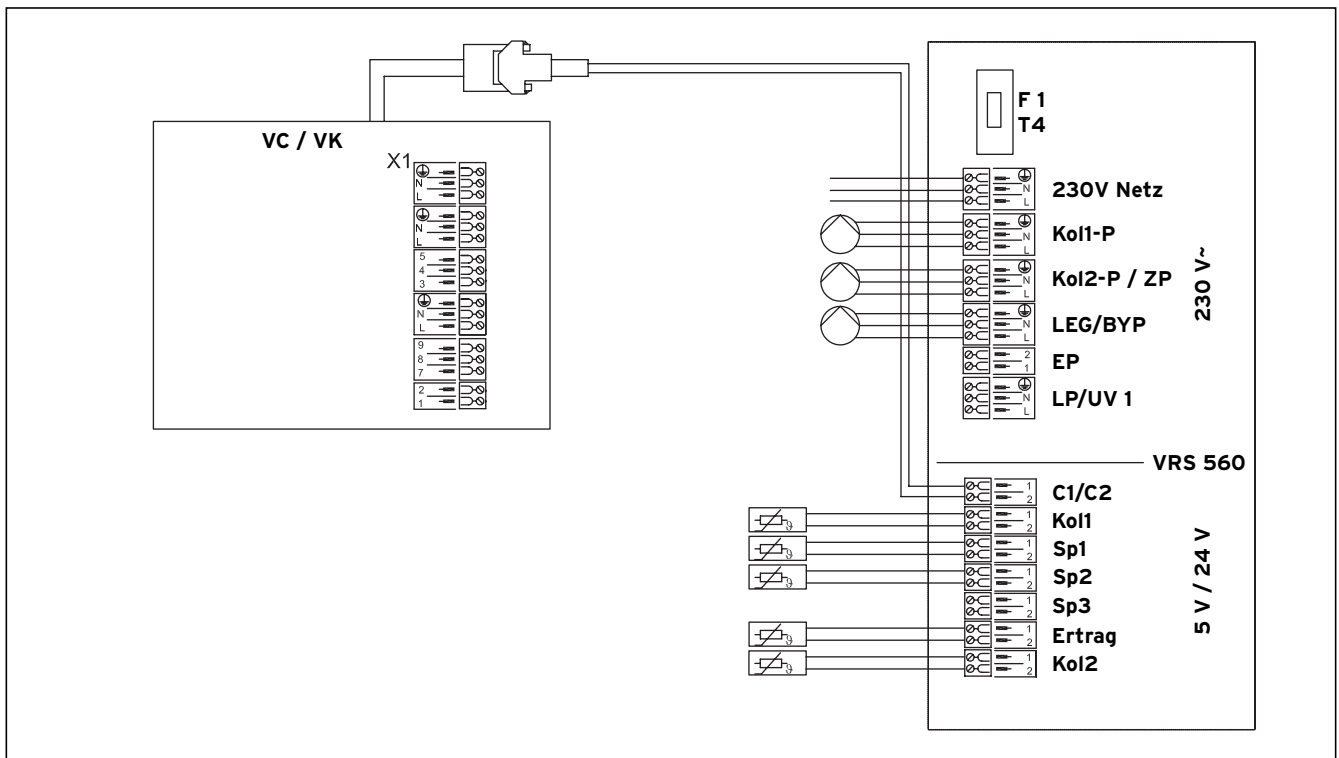 VC / VK
X1
N
L
N
L
5
4
3
N
L
9
8
7
2
1
F 1
T4
N
L
230V Netz
N
L
Kol1-P
N
L
Kol2-P / ZP
N
L
LEG/BYP
2
1
EP
N
L
LP/UV 1
230 V~
VRS 560
1
2
C1/C2
1
2
Kol1
ϑ
1
2
Sp1
ϑ
1
2
Sp2
ϑ
1
2
Sp3
1
2
Ertrag
ϑ
1
2
Kol2
ϑ
5 V / 24 V